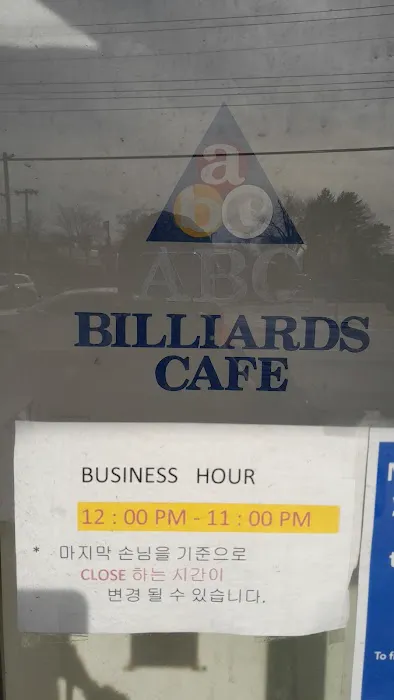 a
b c
ABC
BILLIARDS
CAFE
BUSINESS HOUR
12 : 00 PM - 11 : 00 PM
* 마지막 손님을 기준으로
CLOSE 하는 시간이
변경 될 수 있습니다.
To f